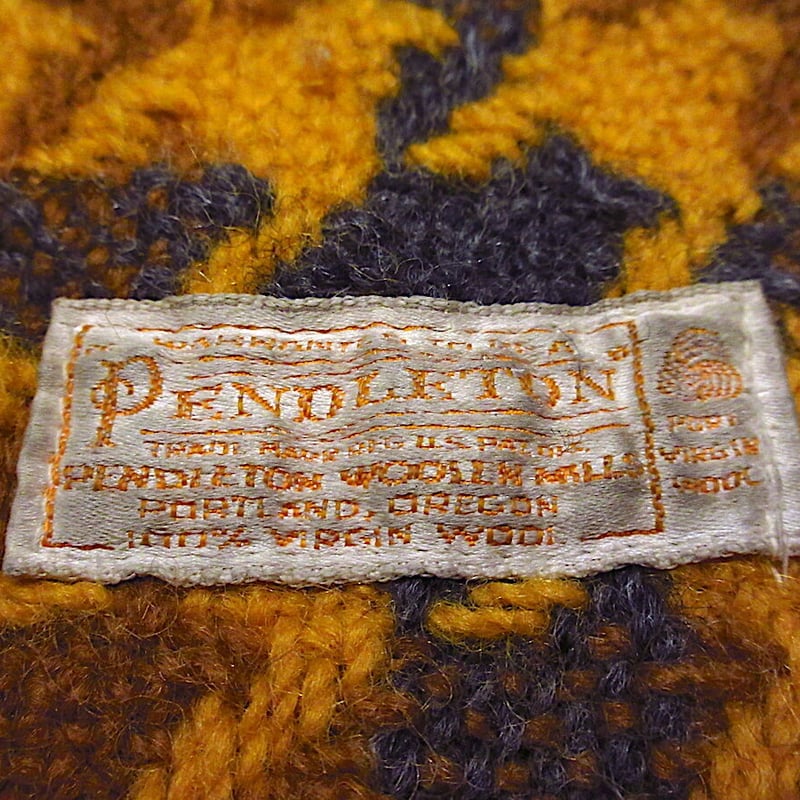 WARRANTED TO BE A
PENDLETON
TRADE MARK REG. U.S. PAT. OFF.
PENDLETON WOOLEN MILLS
PORTLAND, OREGON
100% VIRGIN WOOL
PURE
VIRGIN
WOOL